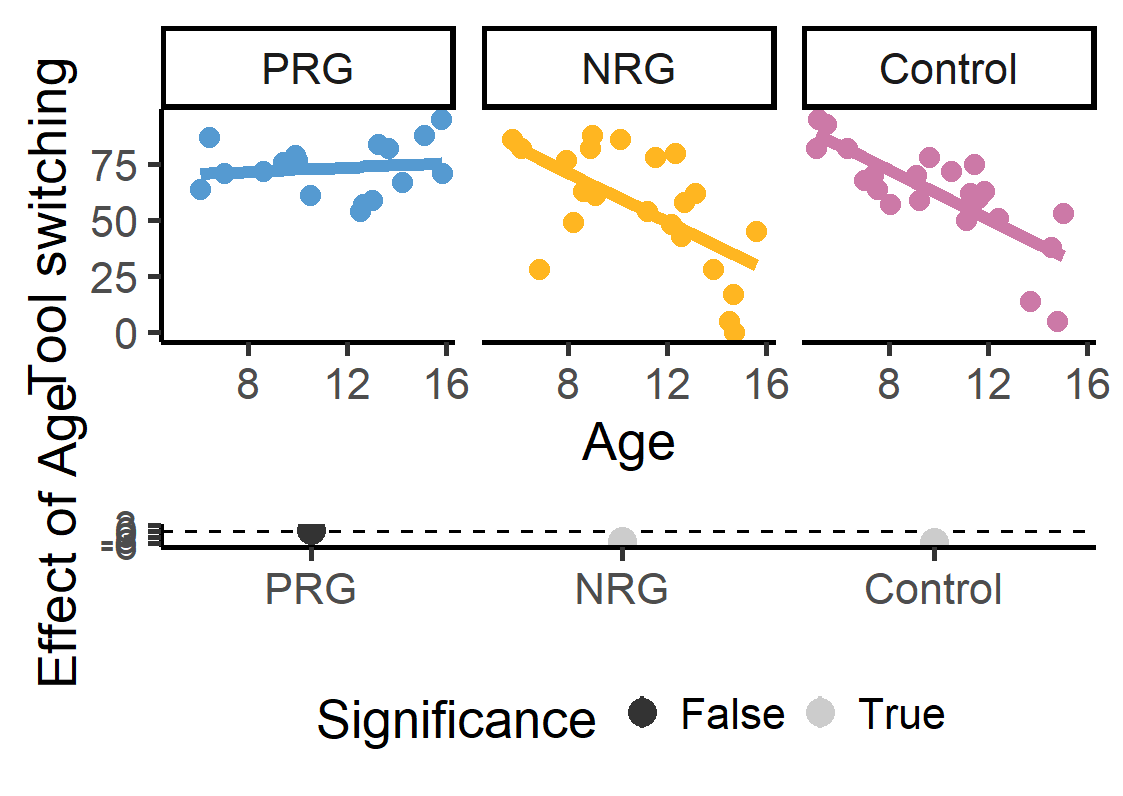 PRG NRG Control
Tool switching
75
50
25
0
8 12 16 8 12 16 8 12 16
Age
Effect of Age
PRG NRG Control
Significance False True